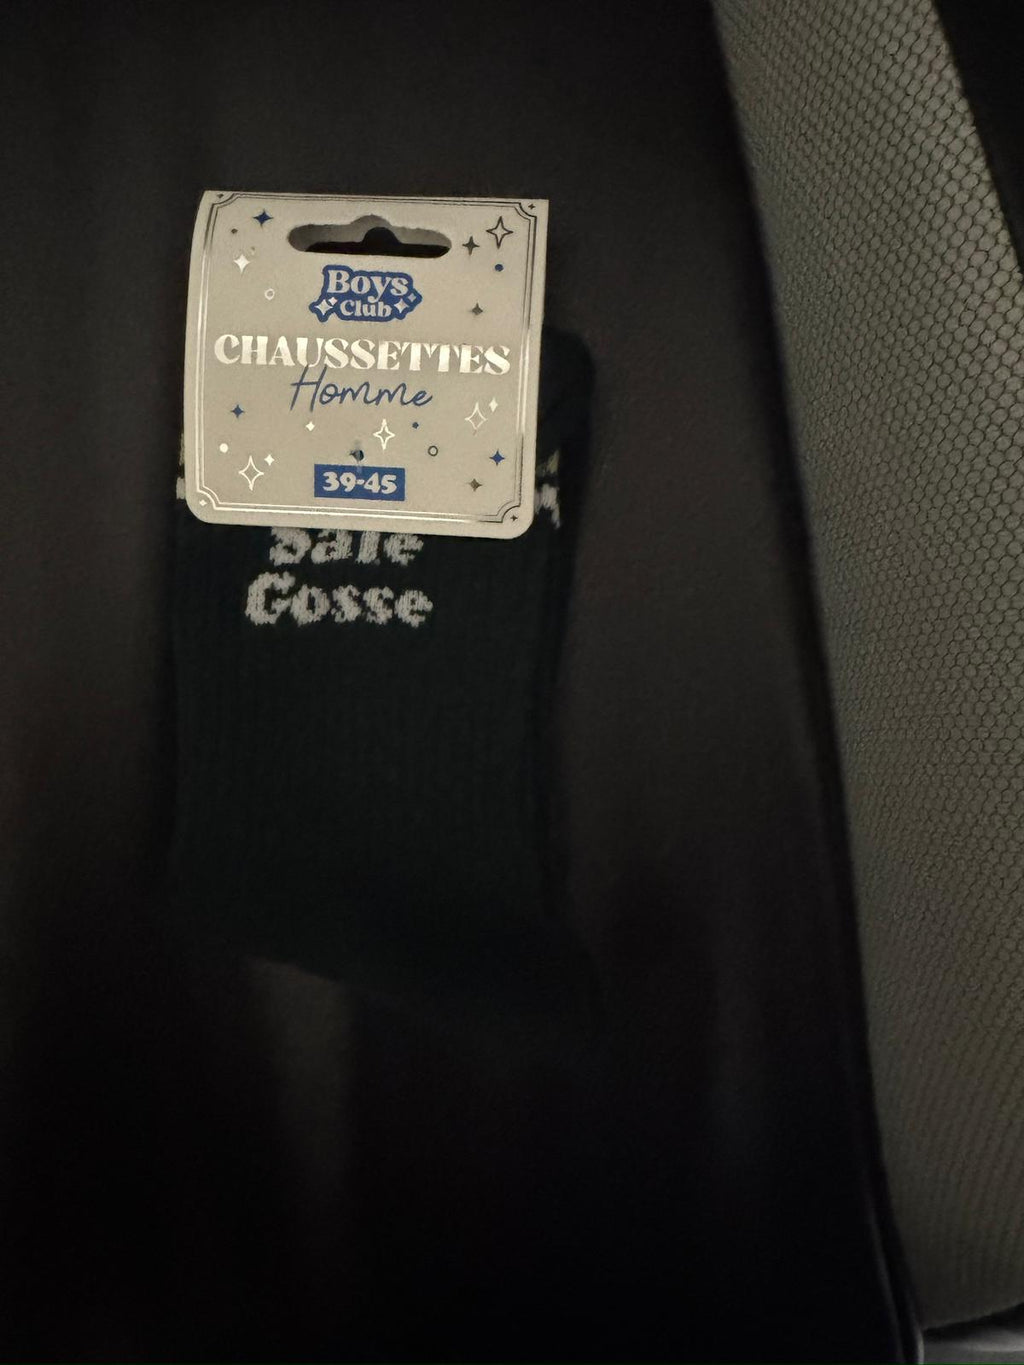 Boys
Club
CHAUSSETTES
Homme
39-45
Sale
Gosse